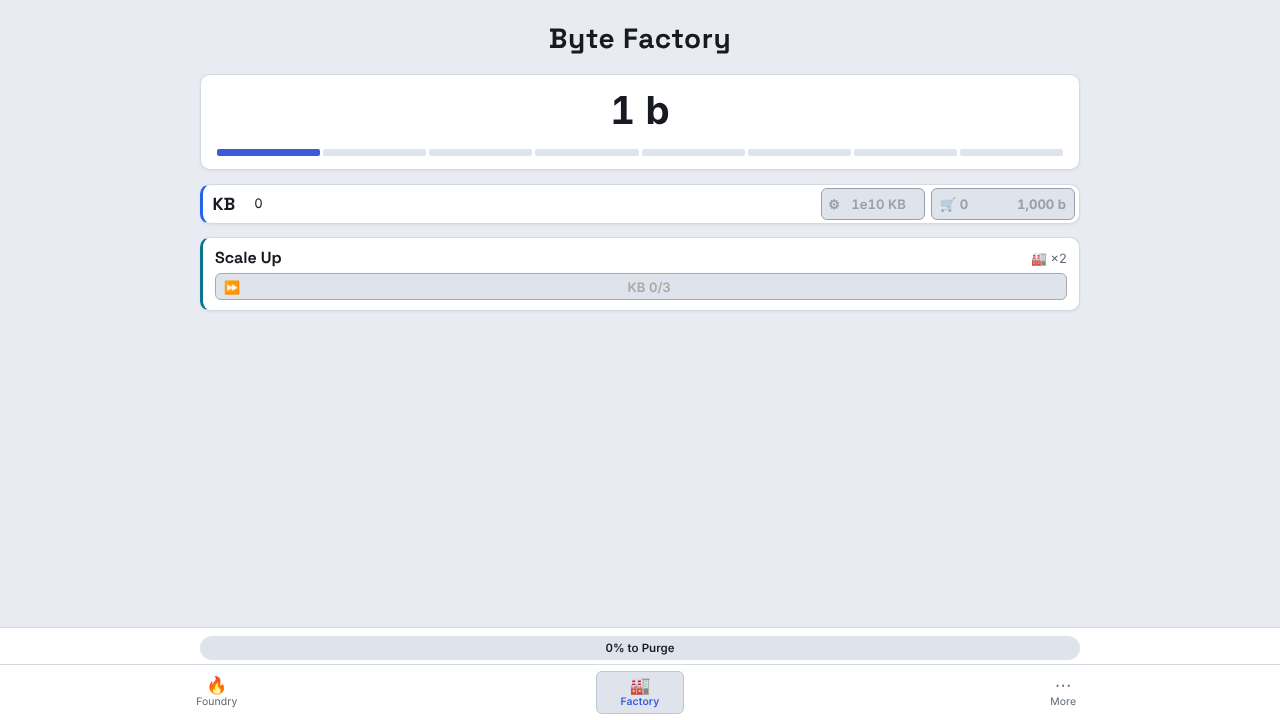 Byte Factory
1 b
KB 0 1e10 KB 0 1,000 b
Scale Up ×2
KB 0/3
0% to Purge
Foundry Factory More